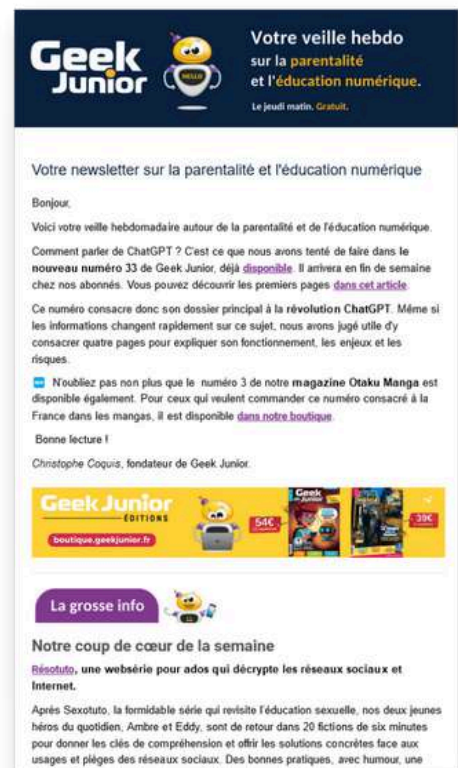 Geek
Junior
HELLO
Votre veille hebdo
sur la parentalité
et l'éducation numérique.
Le jeudi matin. Gratuit.
Votre newsletter sur la parentalité et l'éducation numérique
Bonjour,
Voici votre veille hebdomadaire autour de la parentalité et de l'éducation numérique.
Comment parler de ChatGPT ? C'est ce que nous avons tenté de faire dans le
nouveau numéro 33 de Geek Junior, déjà disponible. Il arrivera en fin de semaine
chez nos abonnés. Vous pouvez découvrir les premiers pages dans cet article.
Ce numéro consacre donc son dossier principal à la révolution ChatGPT. Même si
les informations changent rapidement sur ce sujet, nous avons jugé utile d'y
consacrer quatre pages pour expliquer son fonctionnement, les enjeux et les
risques.
N'oubliez pas non plus que le numéro 3 de notre magazine Otaku Manga est
disponible également. Pour ceux qui veulent commander ce numéro consacré à la
France dans les mangas, il est disponible dans notre boutique.
Bonne lecture !
Christophe Coquis, fondateur de Geek Junior.
Geek Junior
ÉDITIONS
boutique.geekjunior.fr
54€
Geek
Junior
39€
La grosse info
Notre coup de cœur de la semaine
Résotuto, une websérie pour ados qui décrypte les réseaux sociaux et
Internet.
Après Sexotuto, la formidable série qui revisite l'éducation sexuelle, nos deux jeunes
héros du quotidien, Ambre et Eddy, sont de retour dans 20 fictions de six minutes
pour donner les clés de compréhension et offrir les solutions concrètes face aux
usages et pièges des réseaux sociaux. Des bonnes pratiques, avec humour, une